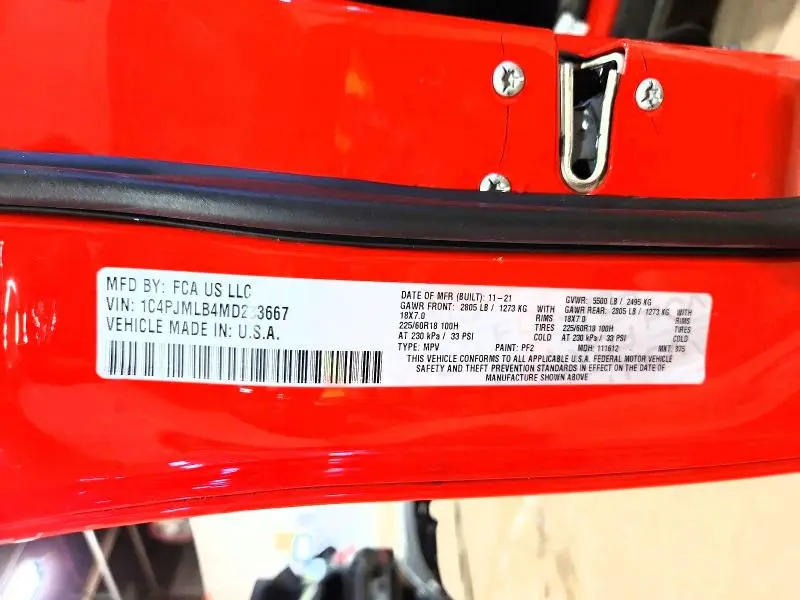 MFD BY: FCA US LLC
VIN:
VEHICLE MADE IN: U.S.A.
DATE OF MFR (BUILT): 11-21
GAWR FRONT: 2805 LB / 1273 KG WITH
18X7.0 RIMS
225/60R18 100H TIRES
AT 230 kPa / 33 PSI COLD
TYPE: MPV PAINT: PF2
GVWR: 5500 LB / 2495 KG
GAWR REAR: 2805 LB / 1273 KG WITH
18X7.0 RIMS
225/60R18 100H TIRES
AT 230 kPa / 33 PSI COLD
MDH: 111612 MKT:
THIS VEHICLE CONFORMS TO ALL APPLICABLE U.S.A. FEDERAL MOTOR VEHICLE
SAFETY AND THEFT PREVENTION STANDARDS IN EFFECT ON THE DATE OF
MANUFACTURE SHOWN ABOVE